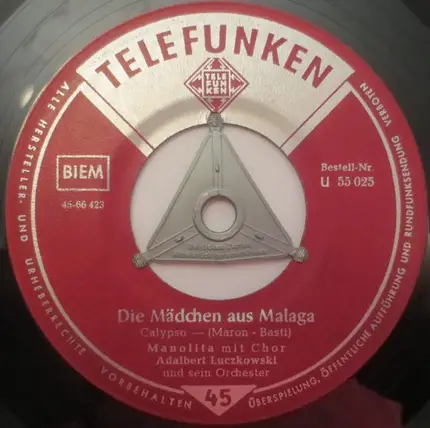 TELEFUNKEN
TELE
FUN
KEN
BIEM
45-66 423
Bestell-Nr.
U 55 025
Die Mädchen aus Malaga
Calypso — (Maron - Basti)
Manolita mit Chor
Adalbert Luczkowski
und sein Orchester
45
ALLE HERSTELLER- UND URHEBERRECHTE VORBEHALTEN
ÜBERSPIELUNG, ÖFFENTLICHE AUFFÜHRUNG UND RUNDFUNKSENDUNG VERBOTEN